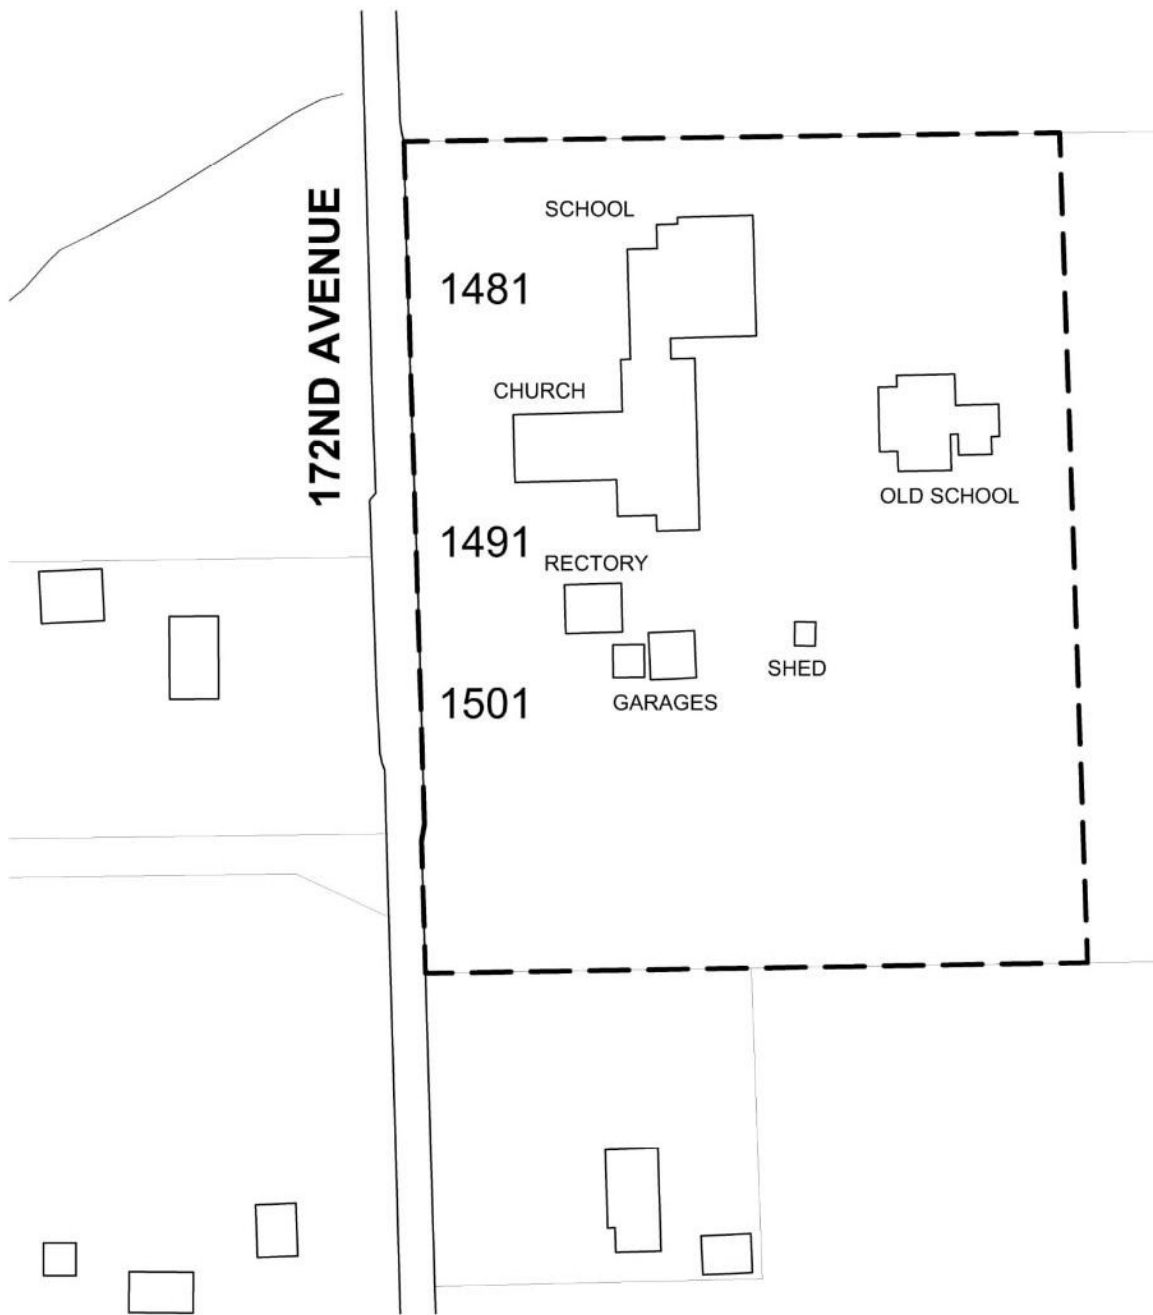 172ND AVENUE
SCHOOL
1481
CHURCH
OLD SCHOOL
1491
RECTORY
SHED
1501
GARAGES